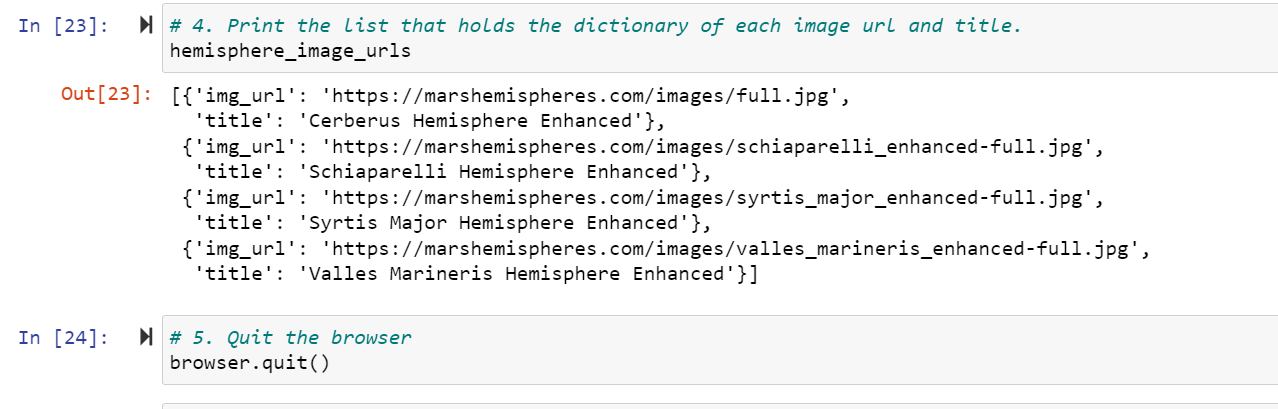 In [23]: # 4. Print the list that holds the dictionary of each image url and title.
hemisphere_image_urls
Out[23]: [{'img_url': 'https://marshemispheres.com/images/full.jpg',
'title': 'Cerberus Hemisphere Enhanced'},
{'img_url': 'https://marshemispheres.com/images/schiaparelli_enhanced-full.jpg',
'title': 'Schiaparelli Hemisphere Enhanced'},
{'img_url': 'https://marshemispheres.com/images/syrtis_major_enhanced-full.jpg',
'title': 'Syrtis Major Hemisphere Enhanced'},
{'img_url': 'https://marshemispheres.com/images/valles_marineris_enhanced-full.jpg',
'title': 'Valles Marineris Hemisphere Enhanced'}]
In [24]: # 5. Quit the browser
browser.quit()